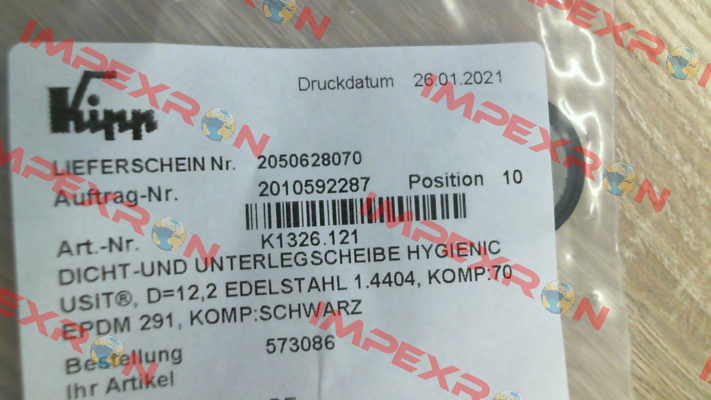 Kipp
Druckdatum 26.01.2021
LIEFERSCHEIN Nr. 2050628070
Auftrag-Nr. 2010592287 Position 10
Art.-Nr. K1326.121
DICHT-UND UNTERLEGSCHEIBE HYGIENIC
USIT®, D=12,2 EDELSTAHL 1.4404, KOMP:70
EPDM 291, KOMP:SCHWARZ
Bestellung 573086
Ihr Artikel
IMPEXRON
IMPEXRON
IMPEXRON
IMPEXRON
IMPEXRON